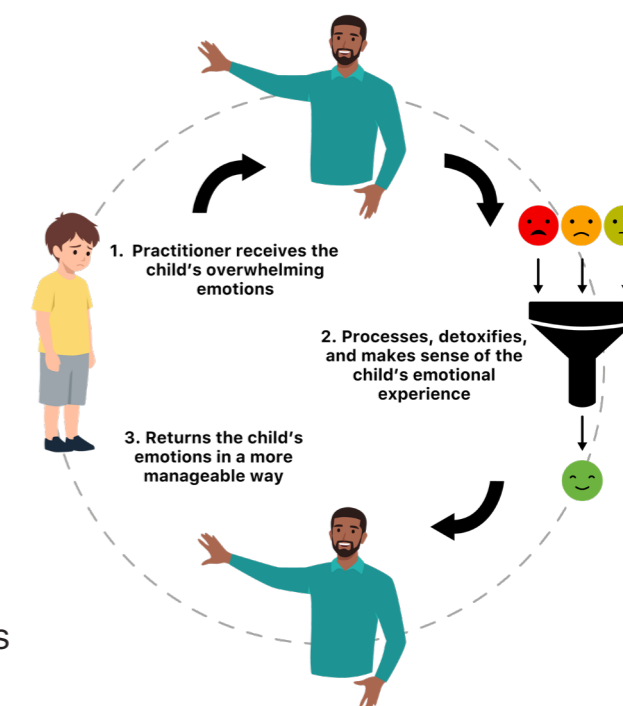 1. Practitioner receives the
child's overwhelming
emotions
2. Processes, detoxifies,
and makes sense of the
child's emotional
experience
3. Returns the child's
emotions in a more
manageable way
s